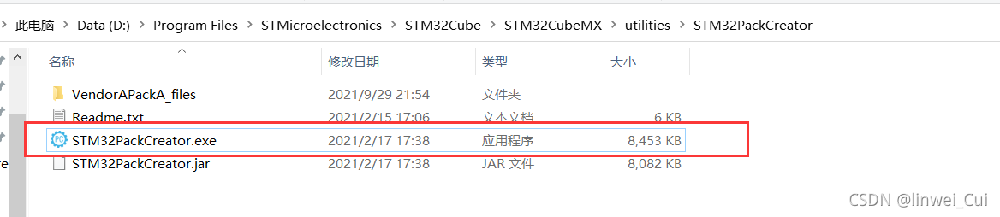 此电脑 > Data (D:) > Program Files > STMicroelectronics > STM32Cube > STM32CubeMX > utilities > STM32PackCreator
名称 修改日期 类型 大小
VendorAPackA_files 2021/9/29 21:54 文件夹
Readme.txt 2021/2/15 17:06 文本文档 6 KB
STM32PackCreator.exe 2021/2/17 17:38 应用程序 8,453 KB
STM32PackCreator.jar 2021/2/17 17:38 JAR 文件 8,082 KB
CSDN @linwei_Cui